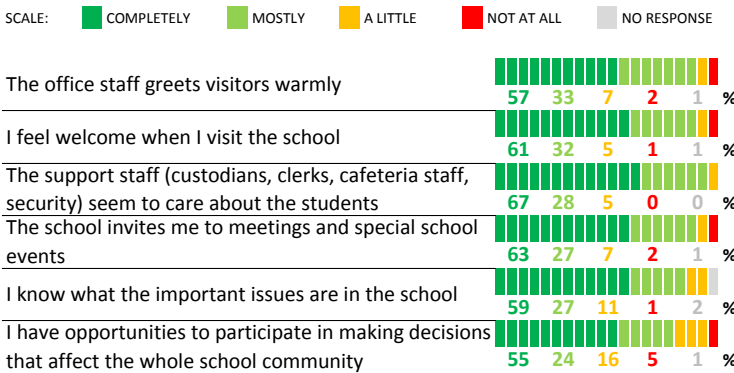 SCALE: COMPLETELY MOSTLY A LITTLE NOT AT ALL NO RESPONSE
The office staff greets visitors warmly
57 33 7 2 1 %
I feel welcome when I visit the school
61 32 5 1 1 %
The support staff (custodians, clerks, cafeteria staff,
security) seem to care about the students
67 28 5 0 0 %
The school invites me to meetings and special school
events
63 27 7 2 1 %
I know what the important issues are in the school
59 27 11 1 2 %
I have opportunities to participate in making decisions
that affect the whole school community
55 24 16 5 1 %